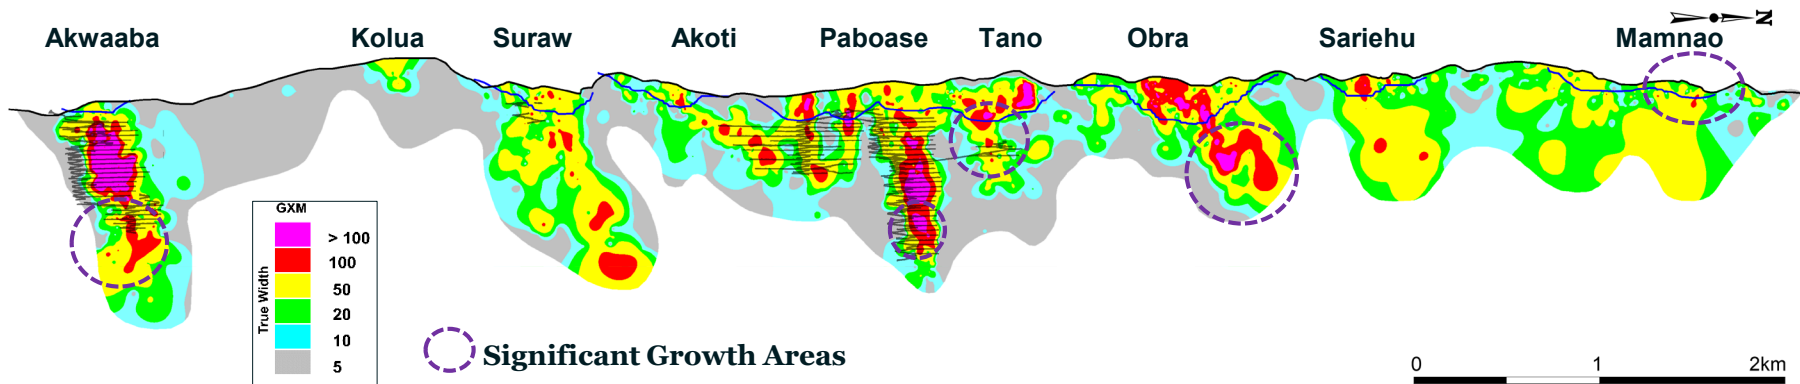 Akwaaba Kolua Suraw Akoti Paboase Tano Obra Sariehu Mamnao
N
GXM
> 100
100
50
20
10
5
True Width
Significant Growth Areas
0 1 2km